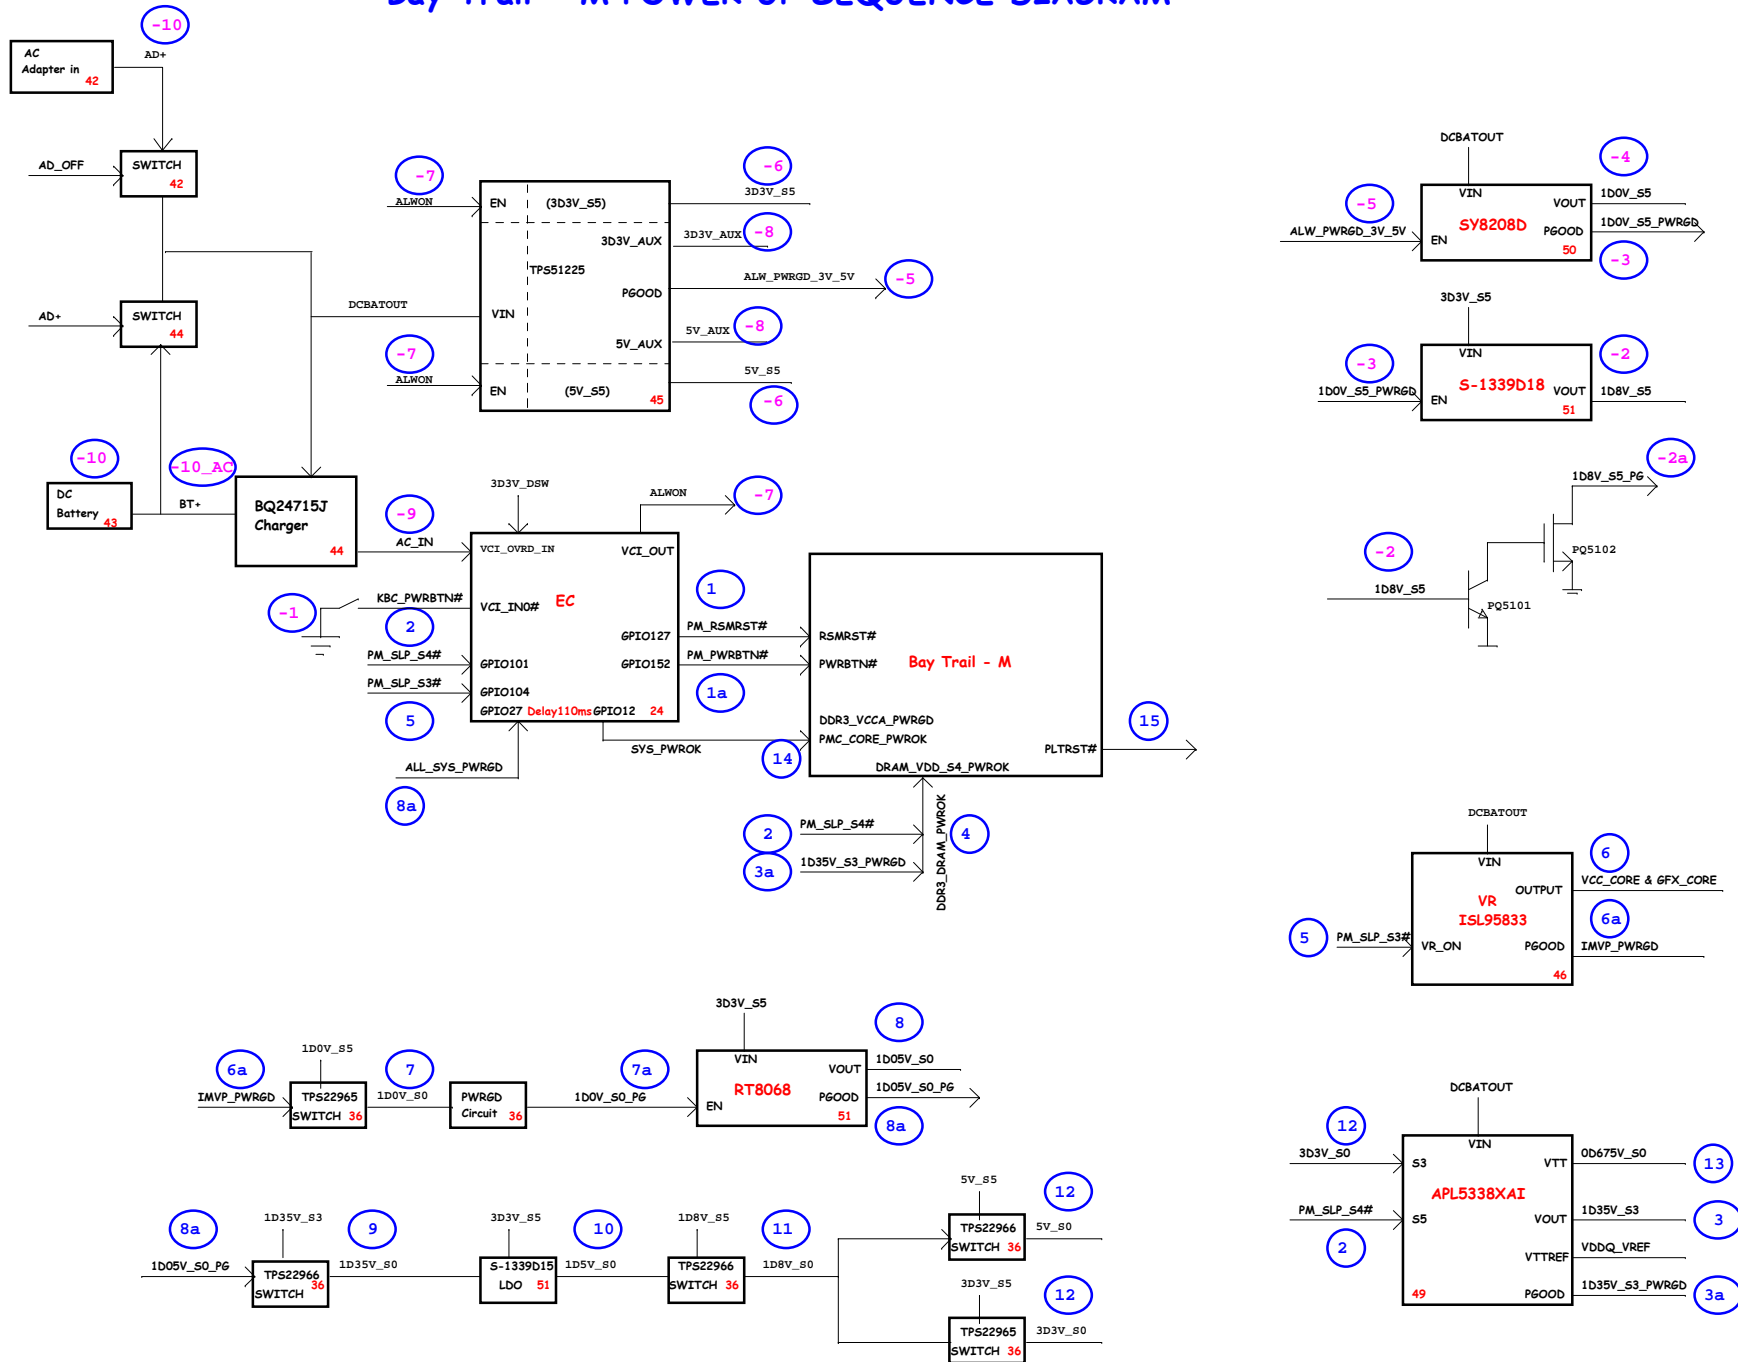 Bay Trail - M POWER UP SEQUENCE DIAGRAM
-10
AC
Adapter in
42
AD+
AD_OFF
SWITCH
42
AD+
SWITCH
44
DCBATOUT
-10
DC
Battery
43
-10_AC
BT+
BQ24715J
Charger
44
-9
AC_IN
-7
ALWON
EN
(3D3V_S5)
-6
3D3V_S5
3D3V_AUX
3D3V_AUX
-8
TPS51225
PGOOD
ALW_PWRGD_3V_5V
-5
VIN
5V_AUX
5V_AUX
-8
-7
ALWON
EN
(5V_S5)
45
5V_S5
-6
3D3V_DSW
ALWON
-7
VCI_OVRD_IN
VCI_OUT
-1
KBC_PWRBTN#
VCI_IN0#
EC
2
PM_SLP_S4#
GPIO101
PM_SLP_S3#
GPIO104
5
GPIO27
Delay110ms
GPIO12
24
GPIO127
GPIO152
1
PM_RSMRST#
PM_PWRBTN#
1a
ALL_SYS_PWRGD
8a
SYS_PWROK
14
RSMRST#
PWRBTN#
Bay Trail - M
DDR3_VCCA_PWRGD
PMC_CORE_PWROK
DRAM_VDD_S4_PWROK
PLTRST#
15
2
PM_SLP_S4#
3a
1D35V_S3_PWRGD
DDR3_DRAM_PWROK
4
DCBATOUT
-4
VIN
VOUT
1D0V_S5
-5
ALW_PWRGD_3V_5V
EN
SY8208D
PGOOD
50
1D0V_S5_PWRGD
-3
3D3V_S5
VIN
-2
-3
1D0V_S5_PWRGD
EN
S-1339D18
VOUT
51
1D8V_S5
-2a
1D8V_S5_PG
PQ5102
-2
1D8V_S5
PQ5101
DCBATOUT
VIN
6
OUTPUT
VCC_CORE & GFX_CORE
VR
ISL95833
6a
5
PM_SLP_S3#
VR_ON
PGOOD
46
IMVP_PWRGD
6a
IMVP_PWRGD
1D0V_S5
TPS22965
SWITCH
36
7
1D0V_S0
PWRGD
Circuit
36
7a
1D0V_S0_PG
3D3V_S5
VIN
EN
RT8068
VOUT
PGOOD
51
8
1D05V_S0
1D05V_S0_PG
8a
8a
1D05V_S0_PG
1D35V_S3
TPS22966
SWITCH
36
9
1D35V_S0
3D3V_S5
S-1339D15
LDO
51
10
1D5V_S0
1D8V_S5
TPS22966
SWITCH
36
11
1D8V_S0
5V_S5
TPS22966
SWITCH
36
12
5V_S0
3D3V_S5
TPS22965
SWITCH
36
12
3D3V_S0
DCBATOUT
VIN
12
3D3V_S0
S3
VTT
0D675V_S0
13
APL5338XAI
PM_SLP_S4#
S5
2
VOUT
1D35V_S3
3
VTTREF
VDDQ_VREF
49
PGOOD
1D35V_S3_PWRGD
3a